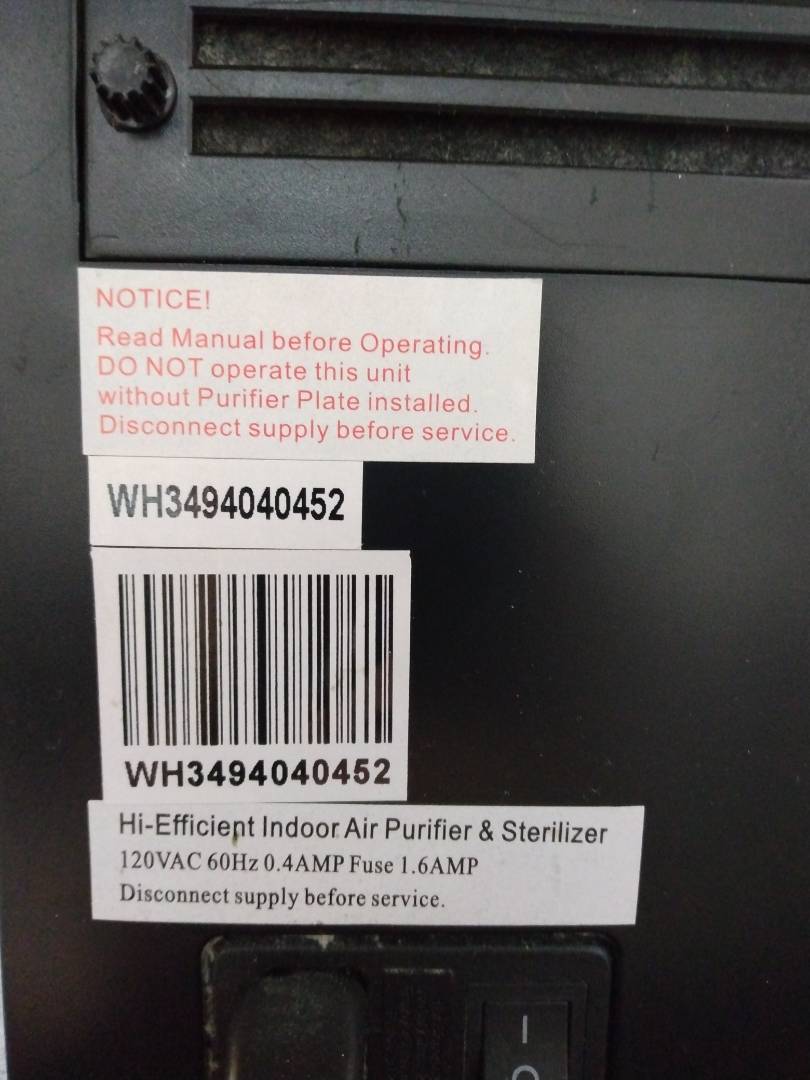 NOTICE!
Read Manual before Operating.
DO NOT operate this unit
without Purifier Plate installed.
Disconnect supply before service.
WH3494040452
WH3494040452
Hi-Efficient Indoor Air Purifier & Sterilizer
120VAC 60Hz 0.4AMP Fuse 1.6AMP
Disconnect supply before service.